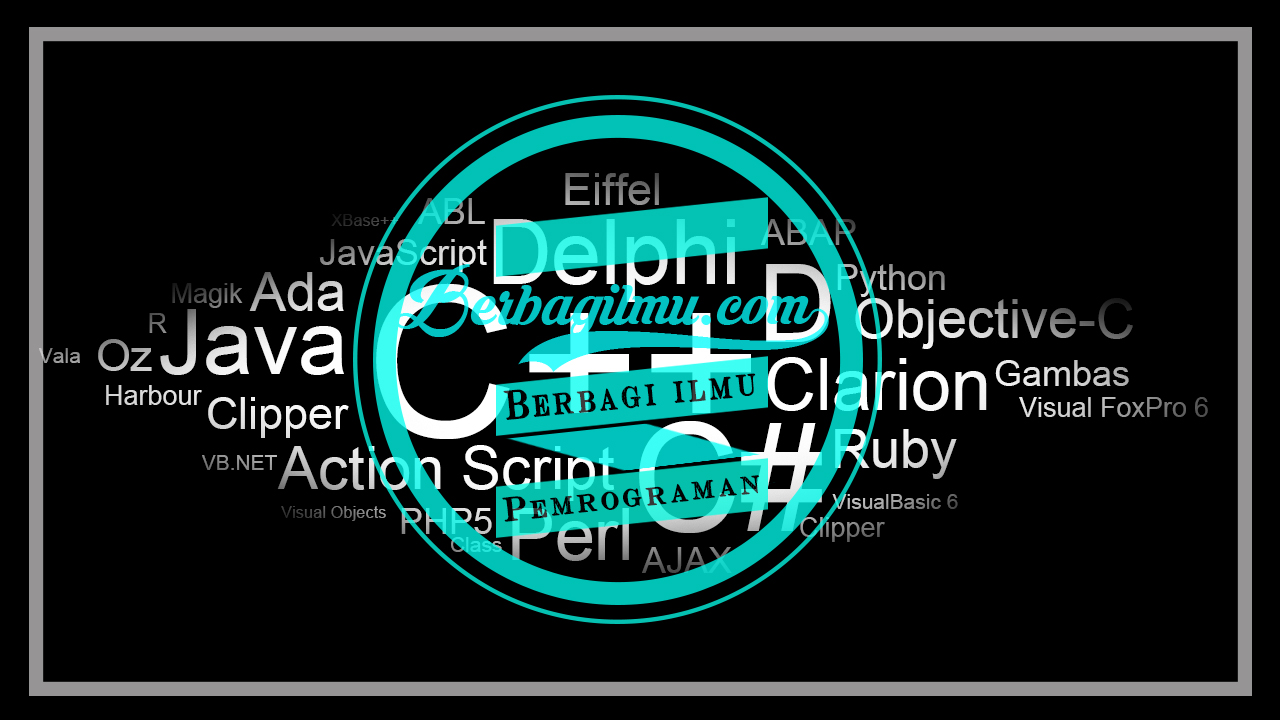 Eiffel
XBase++ ABL Delphi ABAP
JavaScript Python
Magik Ada C++ D Objective-C
Berbagilmu.com
R Java
Vala Oz Clarion Gambas
Harbour Clipper Visual FoxPro 6
BERBAGI ILMU
VB.NET Action Script C# Ruby
PEMROGRAMAN
Visual Objects PHP5 Perl VisualBasic 6
Class Clipper
AJAX